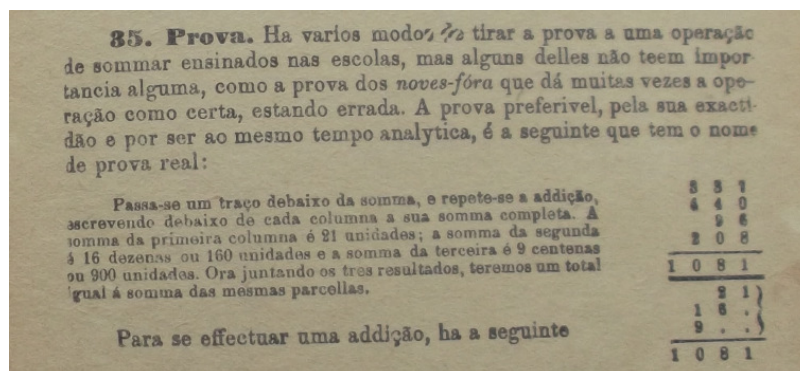 85. Prova. Ha varios modos de tirar a prova a uma operação
de sommar ensinados nas escolas, mas alguns delles não teem impor-
tancia alguma, como a prova dos noves-fóra que dá muitas vezes a ope-
ração como certa, estando errada. A prova preferivel, pela sua exacti-
dão e por ser ao mesmo tempo analytica, é a seguinte que tem o nome
de prova real:
Passa-se um traço debaixo da somma, e repete-se a addição,
escrevendo debaixo de cada columna a sua somma completa. A
somma da primeira columna é 21 unidades; a somma da segunda
é 16 dezenas ou 160 unidades e a somma da terceira é 9 centenas
ou 900 unidades. Ora juntando os tres resultados, teremos um total
igual á somma das mesmas parcellas.
3 3 7
4 4 0
9 6
2 0 8
1 0 8 1
2 1
1 6 .
9 . .
1 0 8 1
Para se effectuar uma addição, ha a seguinte